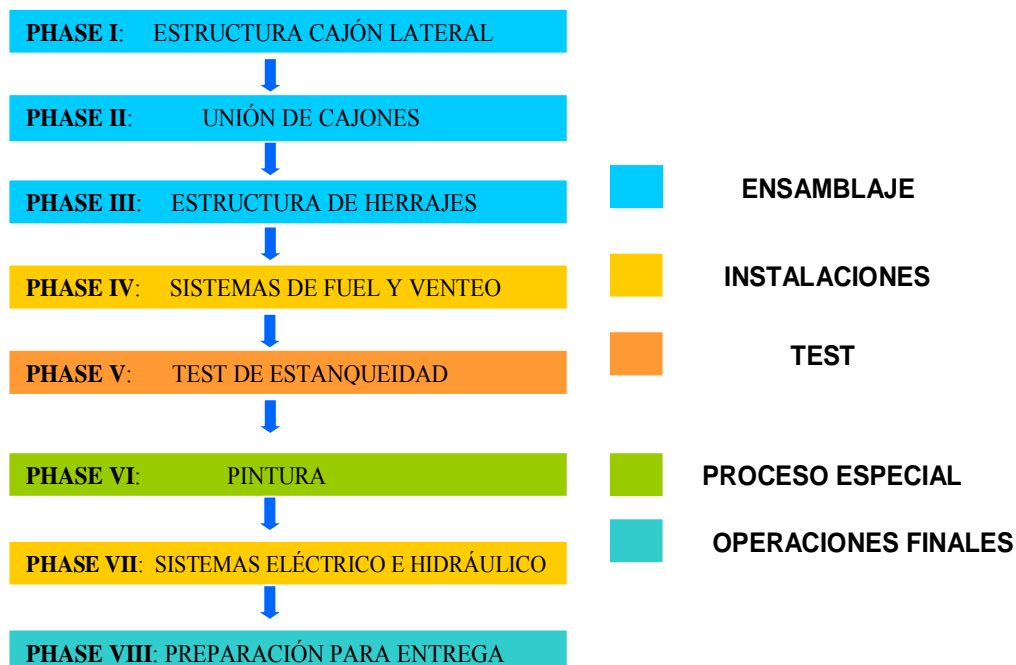 PHASE I: ESTRUCTURA CAJÓN LATERAL
PHASE II: UNIÓN DE CAJONES
PHASE III: ESTRUCTURA DE HERRAJES
PHASE IV: SISTEMAS DE FUEL Y VENTEO
PHASE V: TEST DE ESTANQUEIDAD
PHASE VI: PINTURA
PHASE VII: SISTEMAS ELÉCTRICO E HIDRÁULICO
PHASE VIII: PREPARACIÓN PARA ENTREGA
ENSAMBLAJE
INSTALACIONES
TEST
PROCESO ESPECIAL
OPERACIONES FINALES